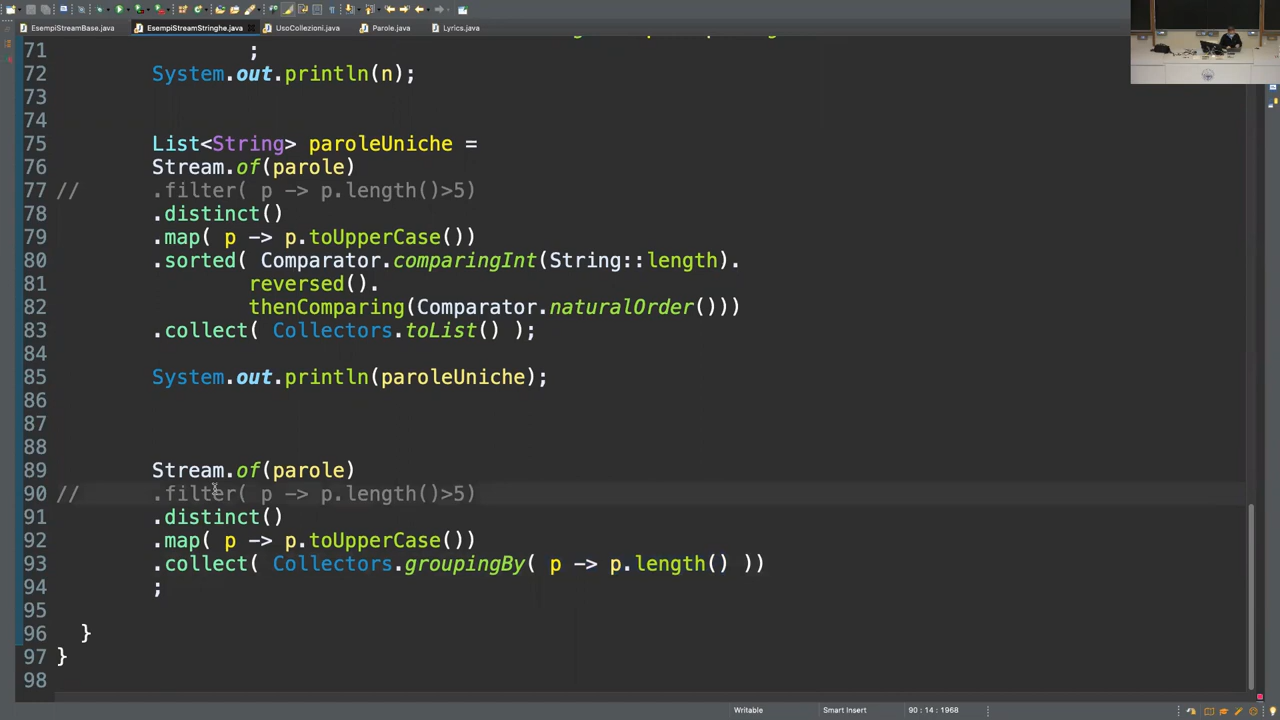 EsempiStreamBase.java
EsempiStreamStringhe.java
UsoCollezioni.java
Parole.java
Lyrics.java
71 ;
72 System.out.println(n);
73
74
75 List<String> paroleUniche =
76 Stream.of(parole)
77 // .filter( p -> p.length()>5)
78 .distinct()
79 .map( p -> p.toUpperCase())
80 .sorted( Comparator.comparingInt(String::length).
81 reversed().
82 thenComparing(Comparator.naturalOrder()))
83 .collect( Collectors.toList() );
84
85 System.out.println(paroleUniche);
86
87
88
89 Stream.of(parole)
90 // .filter( p -> p.length()>5)
91 .distinct()
92 .map( p -> p.toUpperCase())
93 .collect( Collectors.groupingBy( p -> p.length() ))
94 ;
95
96 }
97 }
98
Writable
Smart Insert
90 : 14 : 1968